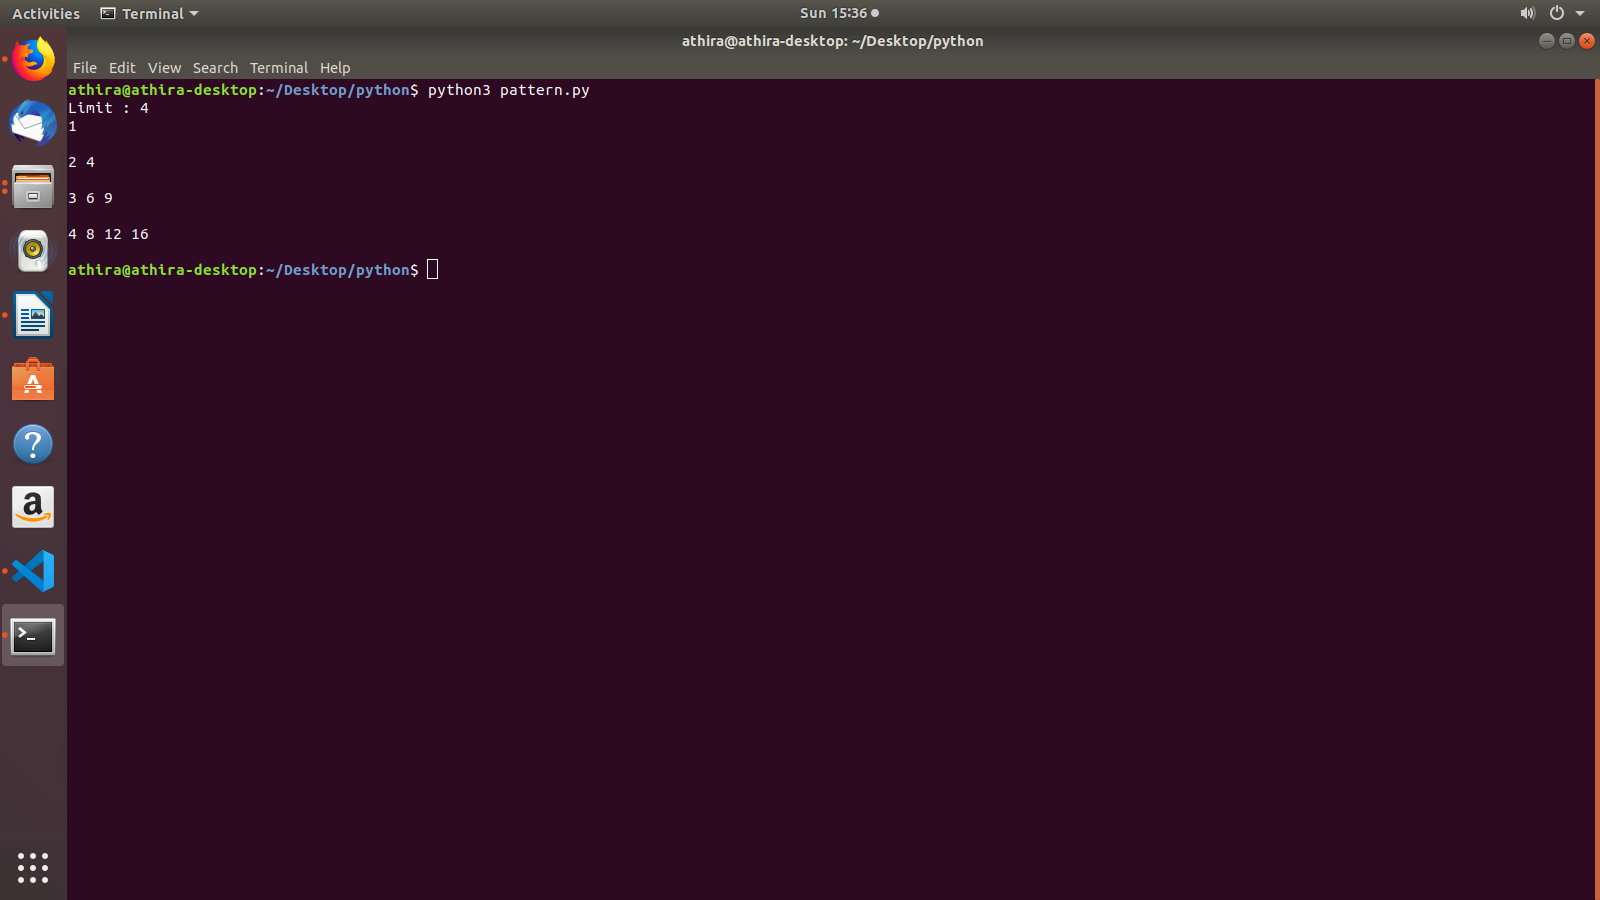 Activities Terminal Sun 15:36
athira@athira-desktop: ~/Desktop/python
File Edit View Search Terminal Help
athira@athira-desktop:~/Desktop/python$ python3 pattern.py
Limit : 4
1
2 4
3 6 9
4 8 12 16
athira@athira-desktop:~/Desktop/python$